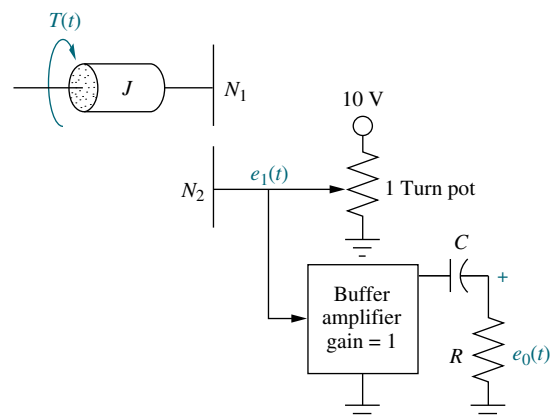 T(t)
J
N1
10 V
N2
e1(t)
1 Turn pot
C
+
Buffer
amplifier
gain = 1
R
e0(t)